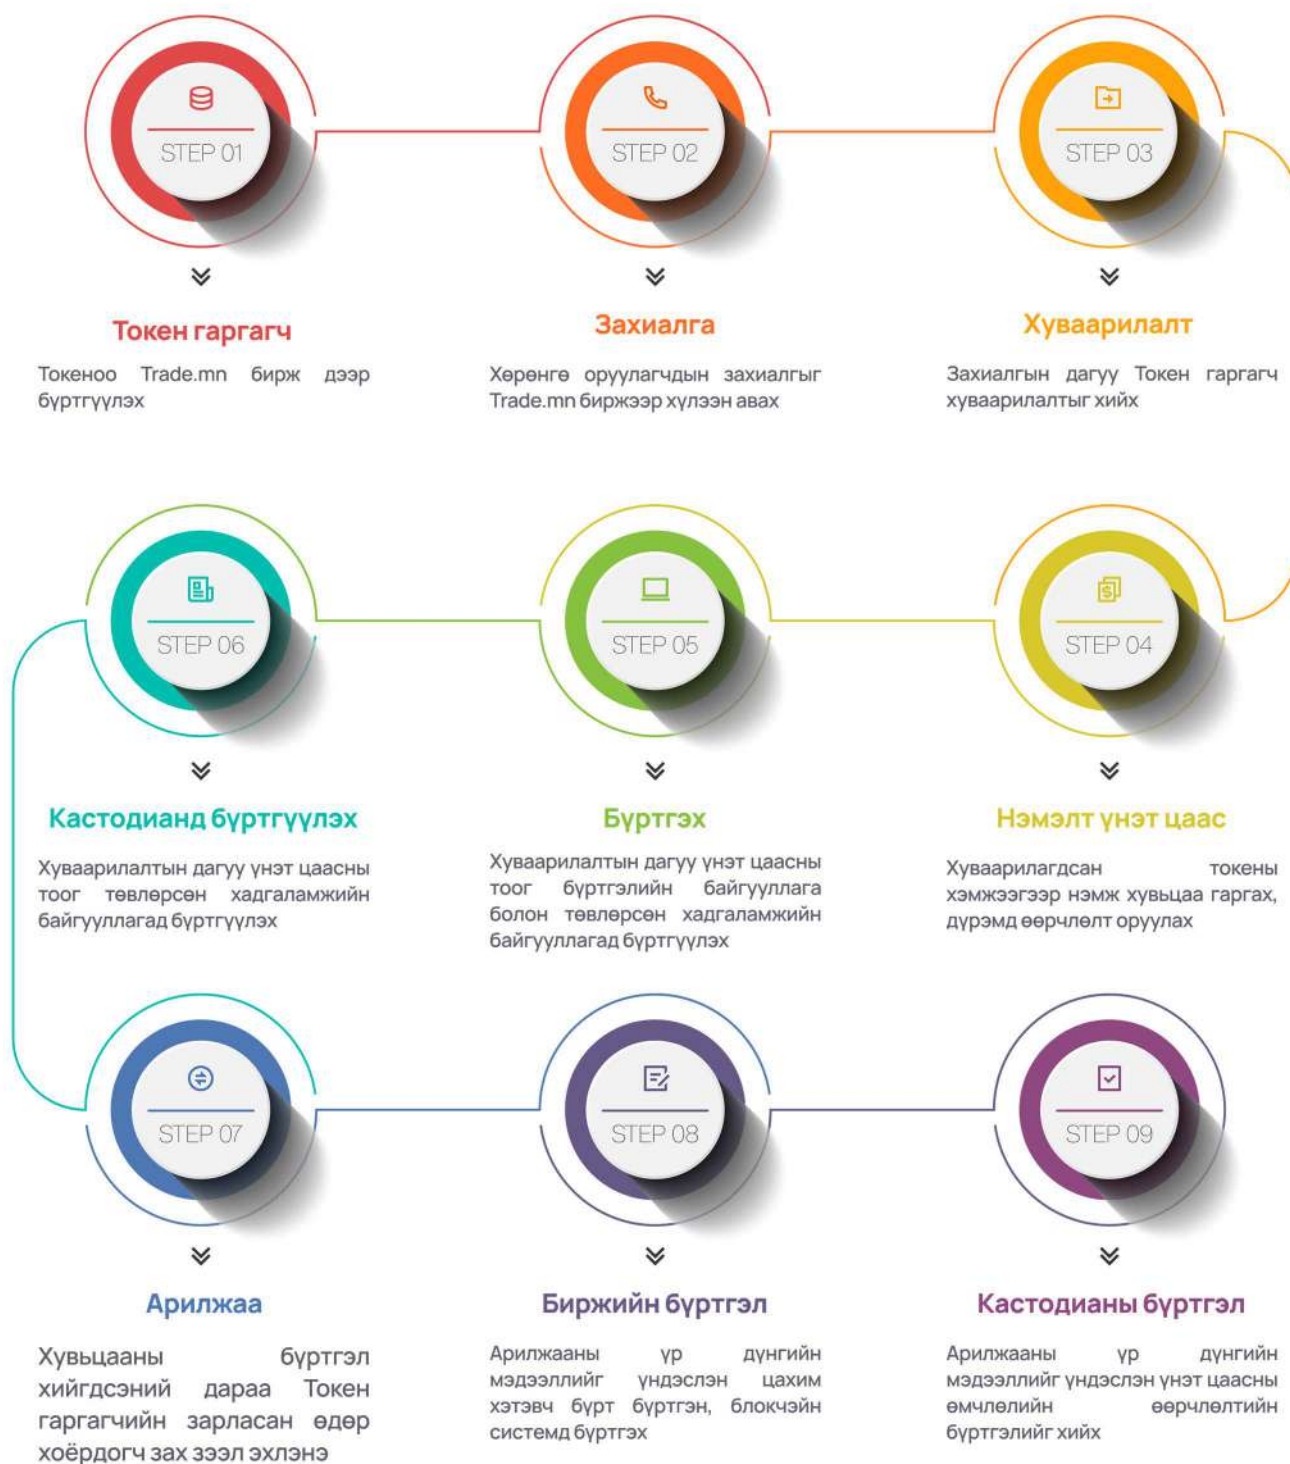 STEP 01
Токен гаргагч
Токеноо Trade.mn бирж дээр
бүртгүүлэх
STEP 02
Захиалга
Хөрөнгө оруулагчдын захиалгыг
Trade.mn биржээр хүлээн авах
STEP 03
Хуваарилалт
Захиалгын дагуу Токен гаргагч
хуваарилалтыг хийх
STEP 04
Нэмэлт үнэт цаас
Хуваарилагдсан токены
хэмжээгээр нэмж хувьцаа гаргах,
дүрэмд өөрчлөлт оруулах
STEP 05
Бүртгэх
Хуваарилалтын дагуу үнэт цаасны
тоог бүртгэлийн байгууллага
болон төвлөрсөн хадгаламжийн
байгууллагад бүртгүүлэх
STEP 06
Кастодианд бүртгүүлэх
Хуваарилалтын дагуу үнэт цаасны
тоог төвлөрсөн хадгаламжийн
байгууллагад бүртгүүлэх
STEP 07
Арилжаа
Хувьцааны бүртгэл
хийгдсэний дараа Токен
гаргагчийн зарласан өдөр
хоёрдогч зах зээл эхлэнэ
STEP 08
Биржийн бүртгэл
Арилжааны үр дүнгийн
мэдээллийг үндэслэн цахим
хэтэвч бүрт бүртгэн, блокчэйн
системд бүртгэх
STEP 09
Кастодианы бүртгэл
Арилжааны үр дүнгийн
мэдээллийг үндэслэн үнэт цаасны
өмчлөлийн өөрчлөлтийн
бүртгэлийг хийх